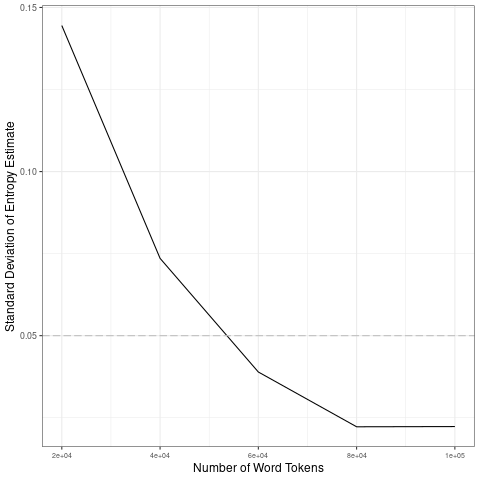 Standard Deviation of Entropy Estimate
0.15
0.10
0.05
2e+04 4e+04 6e+04 8e+04 1e+05
Number of Word Tokens